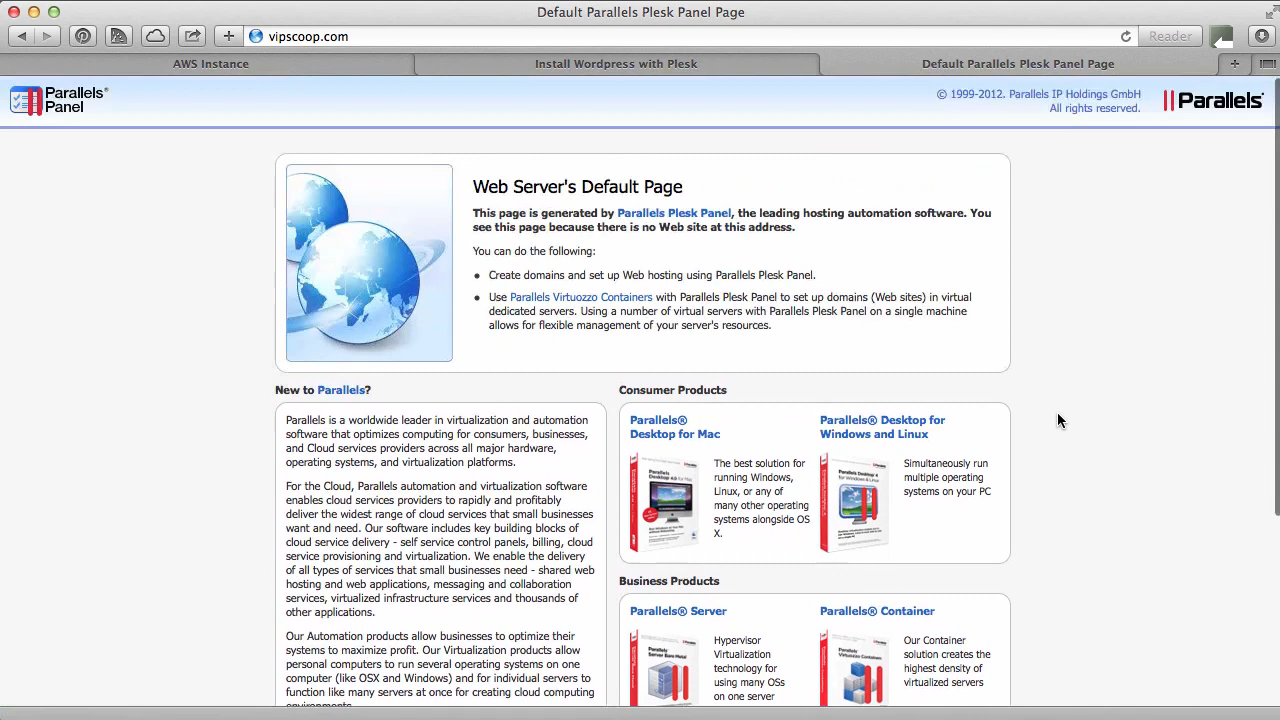 Default Parallels Plesk Panel Page
vipscoop.com
Reader
AWS Instance
Install Wordpress with Plesk
Default Parallels Plesk Panel Page
Parallels®
Panel
© 1999-2012. Parallels IP Holdings GmbH
All rights reserved.
Parallels®
Web Server's Default Page
This page is generated by Parallels Plesk Panel, the leading hosting automation software. You
see this page because there is no Web site at this address.
You can do the following:
Create domains and set up Web hosting using Parallels Plesk Panel.
Use Parallels Virtuozzo Containers with Parallels Plesk Panel to set up domains (Web sites) in virtual
dedicated servers. Using a number of virtual servers with Parallels Plesk Panel on a single machine
allows for flexible management of your server's resources.
New to Parallels?
Parallels is a worldwide leader in virtualization and automation
software that optimizes computing for consumers, businesses,
and Cloud services providers across all major hardware,
operating systems, and virtualization platforms.
For the Cloud, Parallels automation and virtualization software
enables cloud services providers to rapidly and profitably
deliver the widest range of cloud services that small businesses
want and need. Our software includes key building blocks of
cloud service delivery - self service control panels, billing, cloud
service provisioning and virtualization. We enable the delivery
of all types of services that small businesses need - shared web
hosting and web applications, messaging and collaboration
services, virtualized infrastructure services and thousands of
other applications.
Our Automation products allow businesses to optimize their
systems to maximize profit. Our Virtualization products allow
personal computers to run several operating systems on one
computer (like OSX and Windows) and for individual servers to
function like many servers at once for creating cloud computing
environments.
Consumer Products
Parallels®
Desktop for Mac
The best solution for
running Windows,
Linux, or any of
many other operating
systems alongside OS
X.
Parallels® Desktop for
Windows and Linux
Simultaneously run
multiple operating
systems on your PC
Business Products
Parallels® Server
Hypervisor
Virtualization
technology for
using many OSs
on one server
Parallels® Container
Our Container
solution creates the
highest density of
virtualized servers